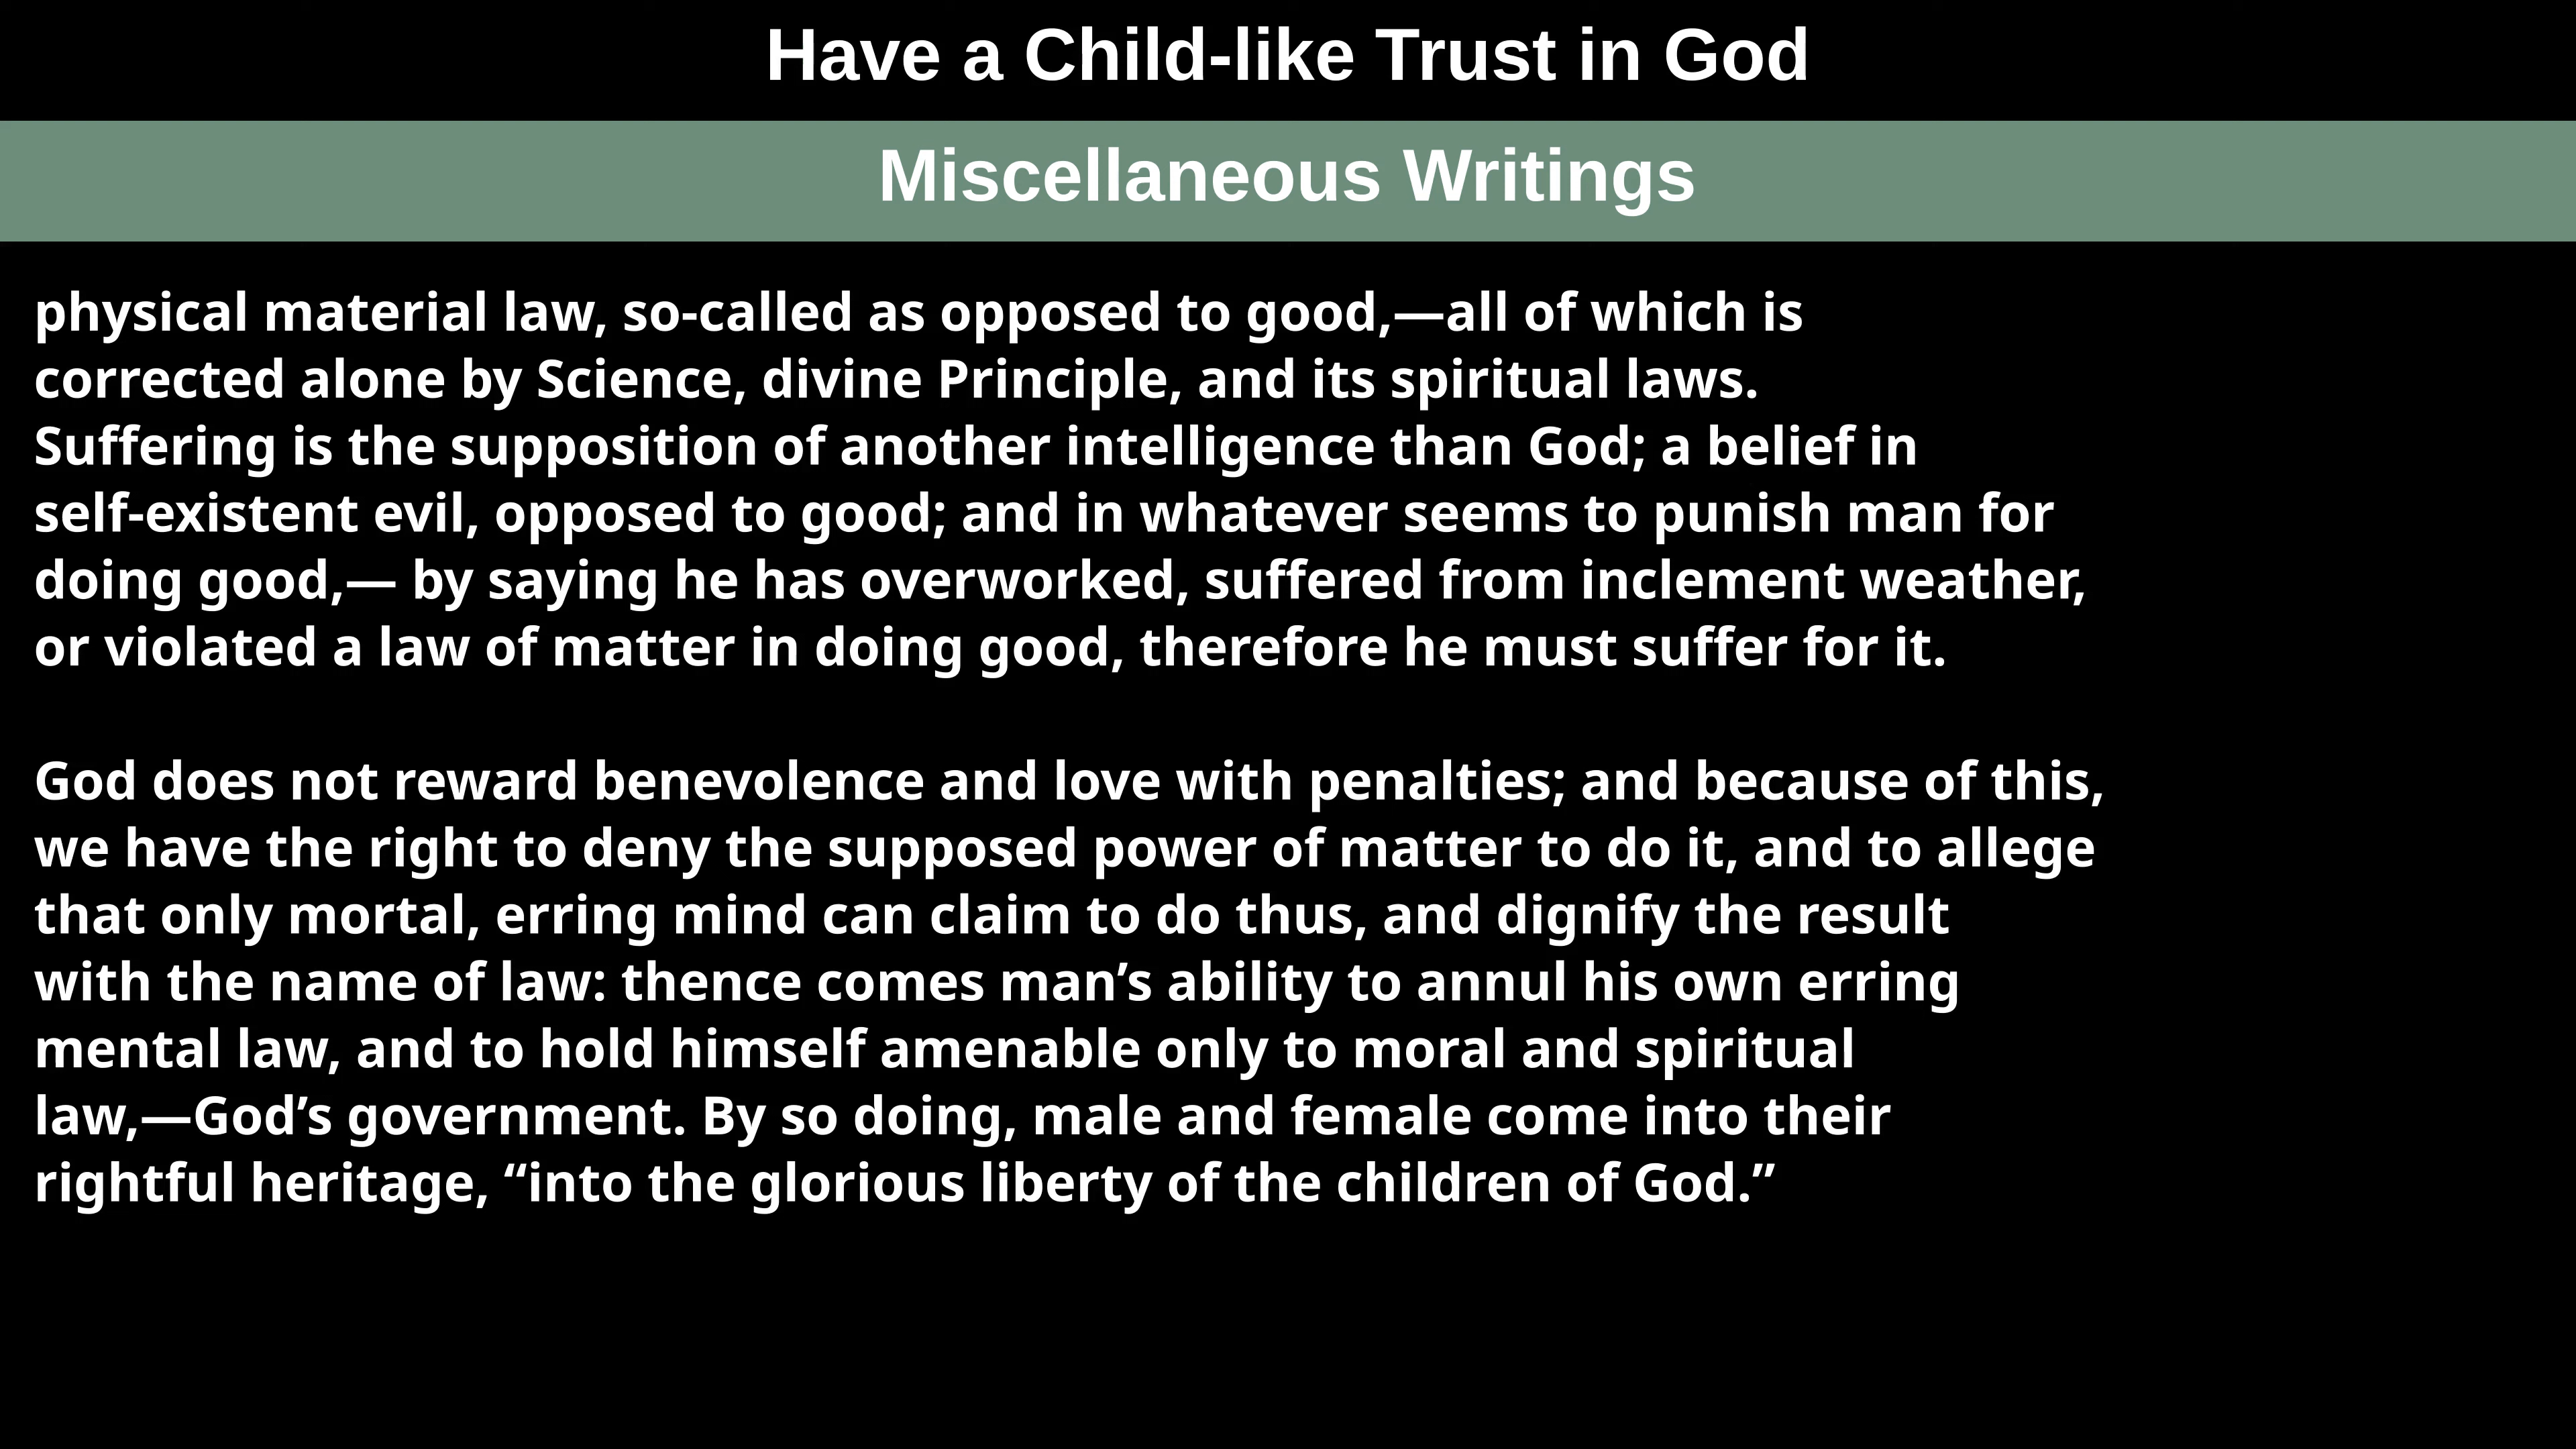 Have a Child-like Trust in God
Miscellaneous Writings
physical material law, so-called as opposed to good,—all of which is
corrected alone by Science, divine Principle, and its spiritual laws.
Suffering is the supposition of another intelligence than God; a belief in
self-existent evil, opposed to good; and in whatever seems to punish man for
doing good,— by saying he has overworked, suffered from inclement weather,
or violated a law of matter in doing good, therefore he must suffer for it.
God does not reward benevolence and love with penalties; and because of this,
we have the right to deny the supposed power of matter to do it, and to allege
that only mortal, erring mind can claim to do thus, and dignify the result
with the name of law: thence comes man’s ability to annul his own erring
mental law, and to hold himself amenable only to moral and spiritual
law,—God’s government. By so doing, male and female come into their
rightful heritage, “into the glorious liberty of the children of God.”